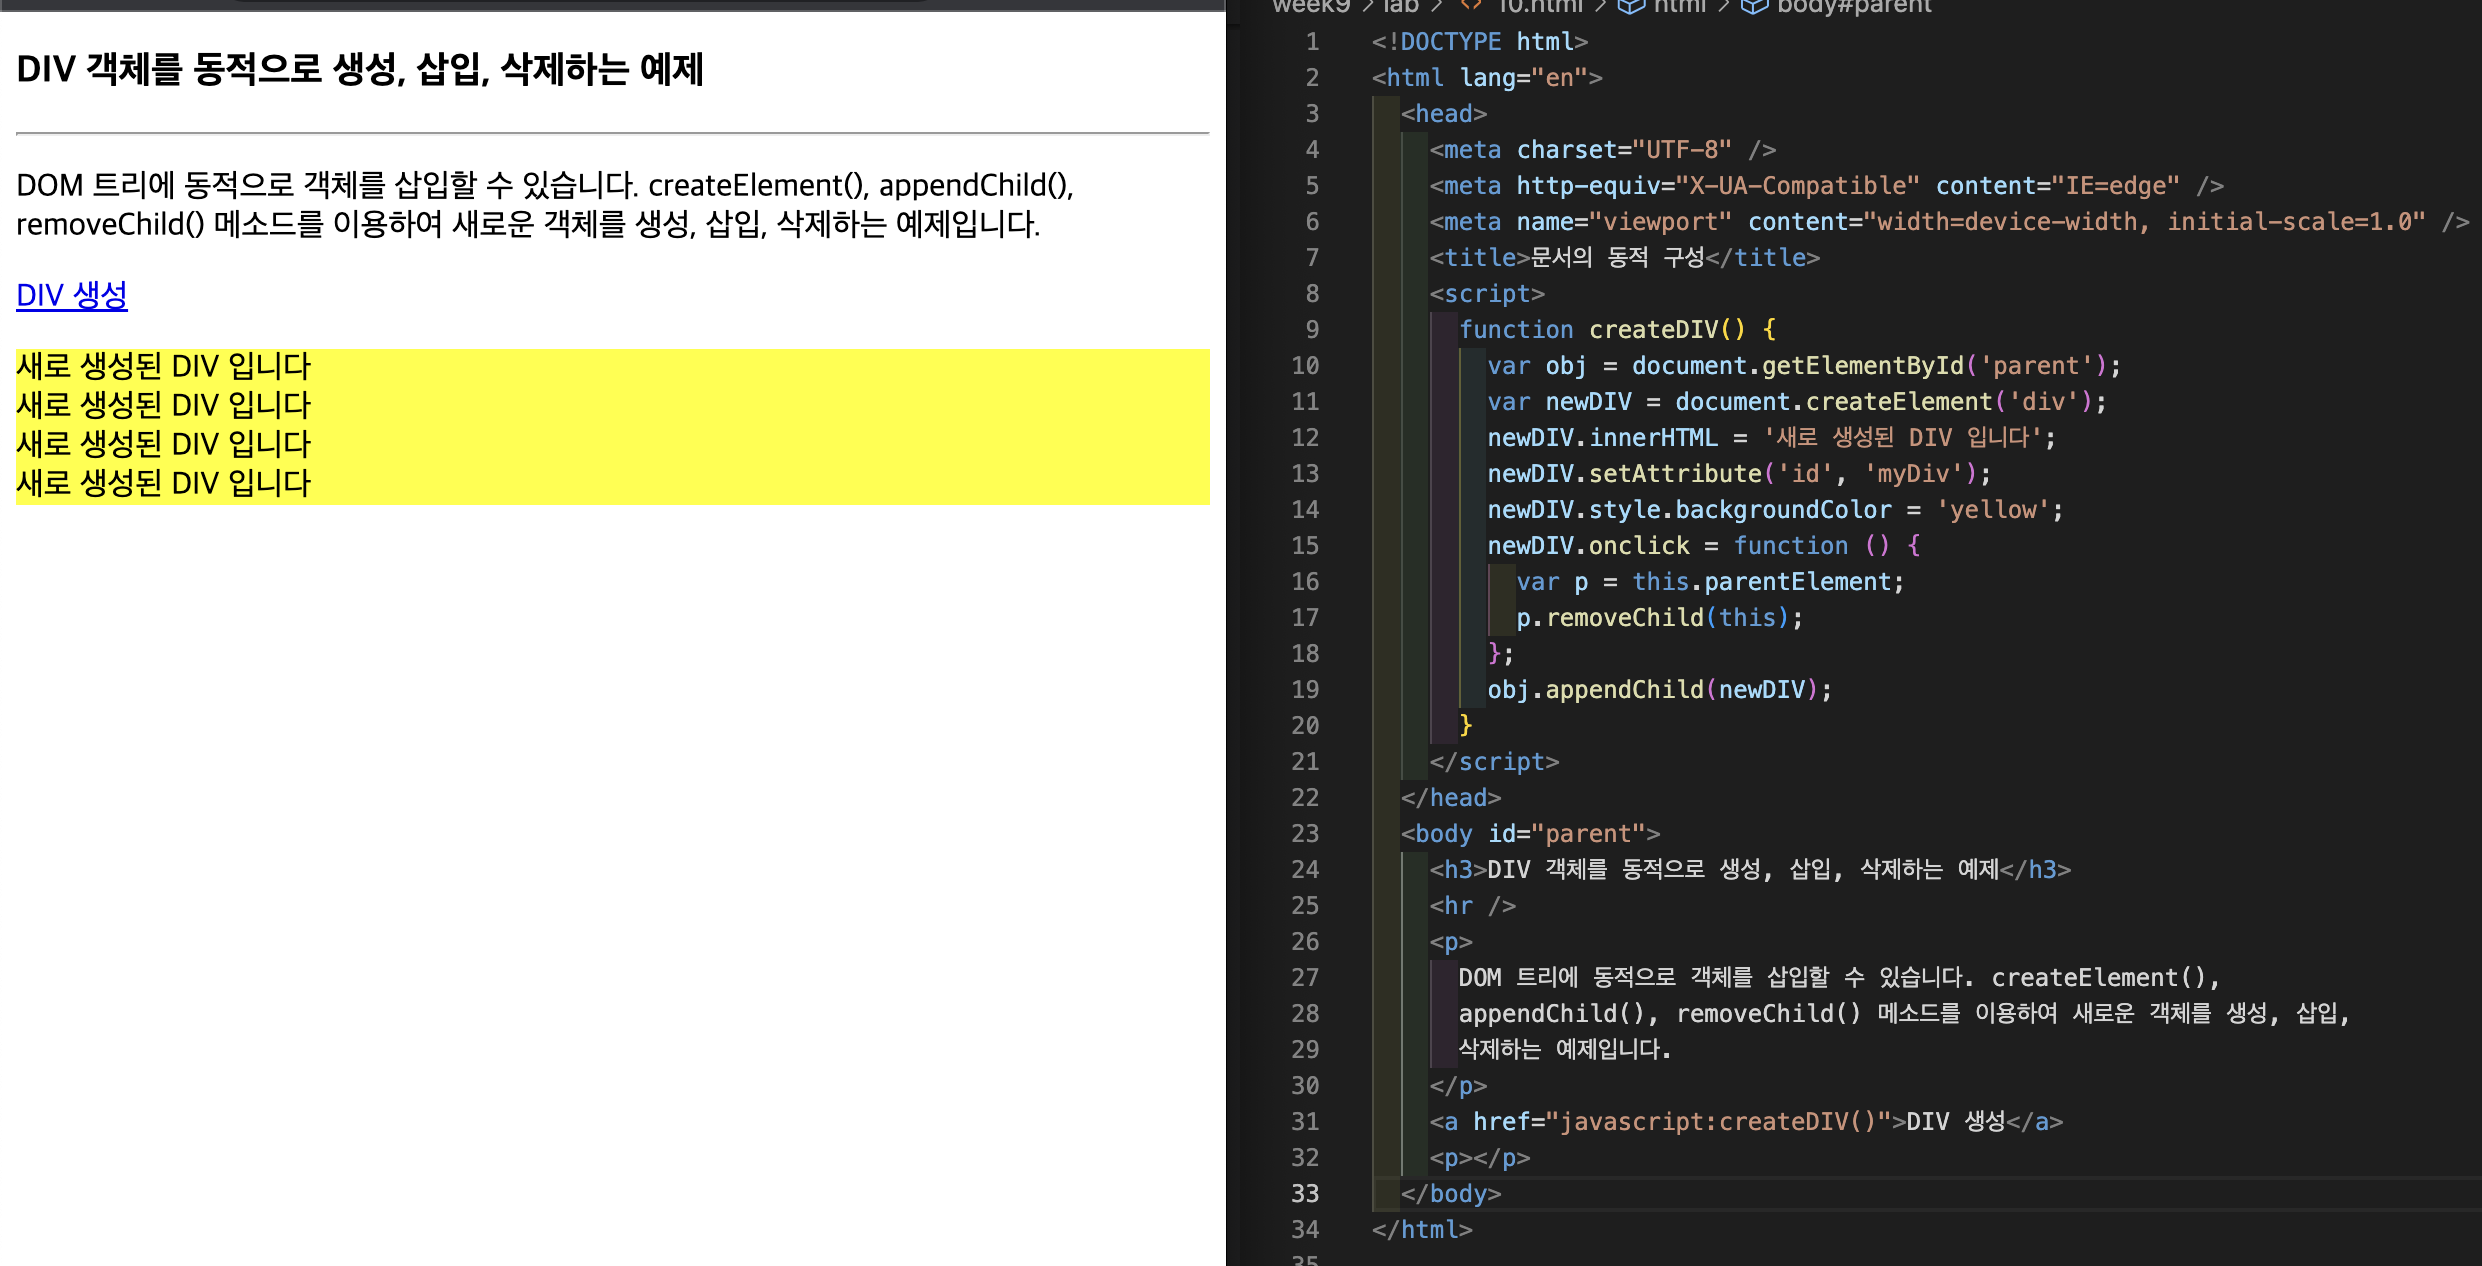 DIV 객체를 동적으로 생성, 삽입, 삭제하는 예제
DOM 트리에 동적으로 객체를 삽입할 수 있습니다. createElement(), appendChild(),
removeChild() 메소드를 이용하여 새로운 객체를 생성, 삽입, 삭제하는 예제입니다.
DIV 생성
새로 생성된 DIV 입니다
새로 생성된 DIV 입니다
새로 생성된 DIV 입니다
새로 생성된 DIV 입니다
week9 > lab > <> 10.html > html > body#parent
1 <!DOCTYPE html>
2 <html lang="en">
3 <head>
4 <meta charset="UTF-8" />
5 <meta http-equiv="X-UA-Compatible" content="IE=edge" />
6 <meta name="viewport" content="width=device-width, initial-scale=1.0" />
7 <title>문서의 동적 구성</title>
8 <script>
9 function createDIV() {
10 var obj = document.getElementById('parent');
11 var newDIV = document.createElement('div');
12 newDIV.innerHTML = '새로 생성된 DIV 입니다';
13 newDIV.setAttribute('id', 'myDiv');
14 newDIV.style.backgroundColor = 'yellow';
15 newDIV.onclick = function () {
16 var p = this.parentElement;
17 p.removeChild(this);
18 };
19 obj.appendChild(newDIV);
20 }
21 </script>
22 </head>
23 <body id="parent">
24 <h3>DIV 객체를 동적으로 생성, 삽입, 삭제하는 예제</h3>
25 <hr />
26 <p>
27 DOM 트리에 동적으로 객체를 삽입할 수 있습니다. createElement(),
28 appendChild(), removeChild() 메소드를 이용하여 새로운 객체를 생성, 삽입,
29 삭제하는 예제입니다.
30 </p>
31 <a href="javascript:createDIV()">DIV 생성</a>
32 <p></p>
33 </body>
34 </html>
35